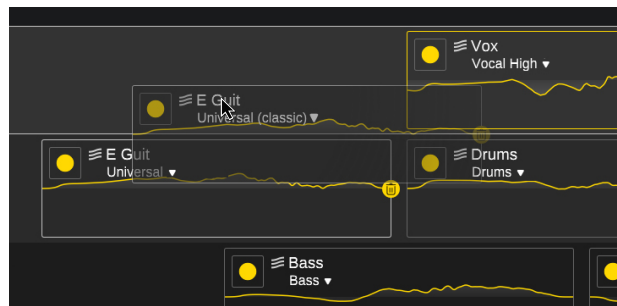 Vox
Vocal High
E Guit
Universal (classic)
E Guit
Universal
Drums
Drums
Bass
Bass